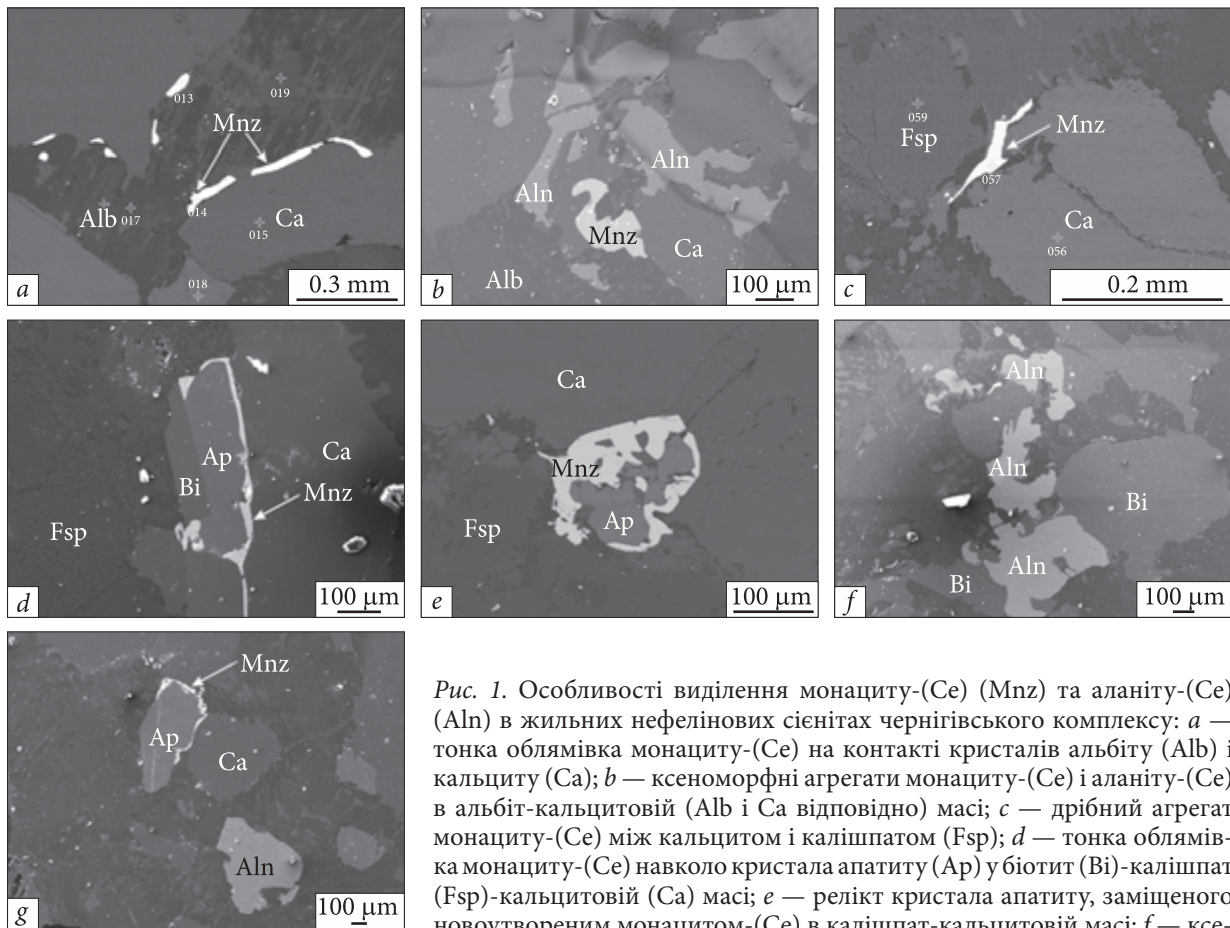 013
019
Mnz
014
Alb 017
Ca
015
018
a
0.3 mm
Aln
Aln
Mnz
Ca
Alb
b
100 µm
059
Fsp
Mnz
057
Ca
056
c
0.2 mm
Ap
Ca
Bi
Mnz
Fsp
d
100 µm
Ca
Mnz
Fsp
Ap
e
100 µm
Aln
Aln
Bi
Aln
Bi
f
100 µm
Mnz
Ap
Ca
Aln
g
100 µm
Рис. 1. Особливості виділення монациту-(Ce) (Mnz) та аланіту-(Ce)
(Aln) в жильних нефелінових сієнітах чернігівського комплексу: a —
тонка облямівка монациту-(Ce) на контакті кристалів альбіту (Alb) і
кальциту (Ca); b — ксеноморфні агрегати монациту-(Ce) і аланіту-(Ce)
в альбіт-кальцитовій (Alb і Ca відповідно) масі; c — дрібний агрегат
монациту-(Ce) між кальцитом і калішпатом (Fsp); d — тонка облямів-
ка монациту-(Ce) навколо кристала апатиту (Ap) у біотит (Bi)-калішпат
(Fsp)-кальцитовій (Ca) масі; e — релікт кристала апатиту, заміщеного
новоутвореним монацитом-(Ce) в калішпат-кальцитовій масі; f — ксе-